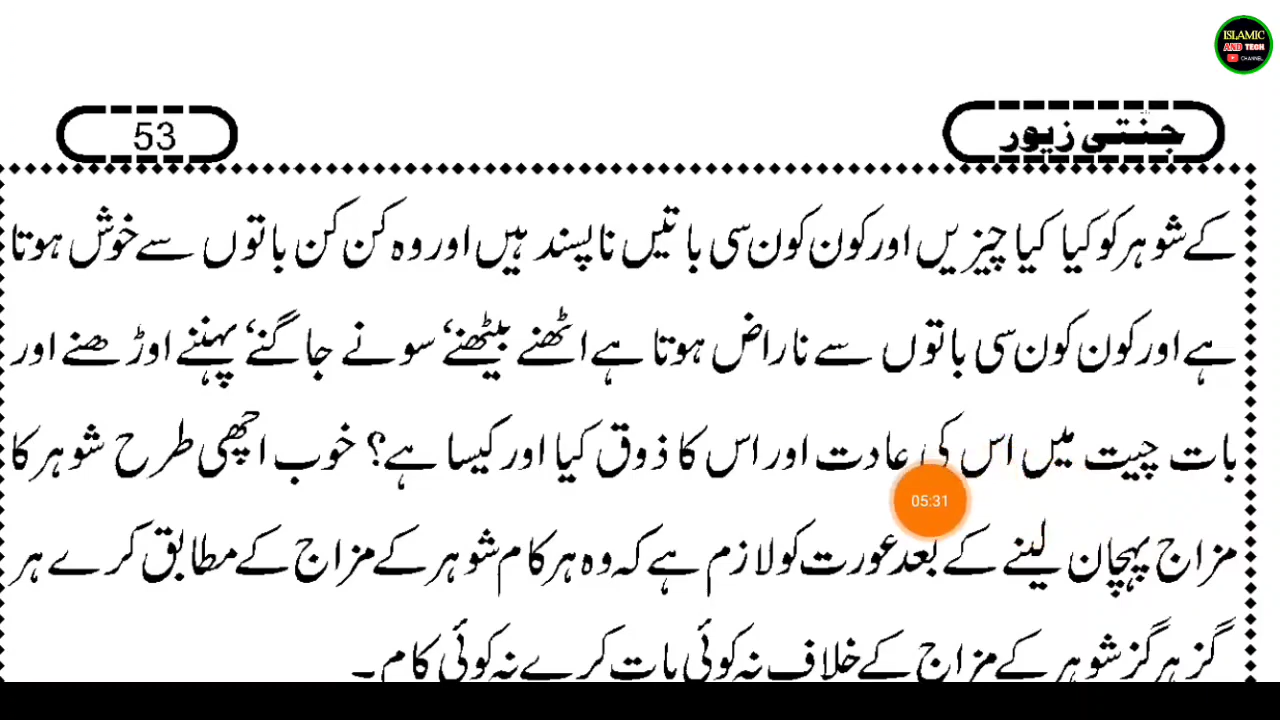 ISLAMIC
AND TECH
CHANNEL
جنتی زیور
53
کے شوہر کو کیا کیا چیزیں اور کون کون سی باتیں ناپسند ہیں اور وہ کن کن باتوں سے خوش ہوتا
ہے اور کون کون سی باتوں سے ناراض ہوتا ہے اٹھنے بیٹھنے‘ سونے جاگنے‘ پہننے اوڑھنے اور
بات چیت میں اس کی عادت اور اس کا ذوق کیا اور کیسا ہے؟ خوب اچھی طرح شوہر کا
05:31
مزاج پہچان لینے کے بعد عورت کو لازم ہے کہ وہ ہر کام شوہر کے مزاج کے مطابق کرے ہر
گز ہر گز شوہر کے مزاج کے خلاف نہ کوئی بات کرے نہ کوئی کام۔